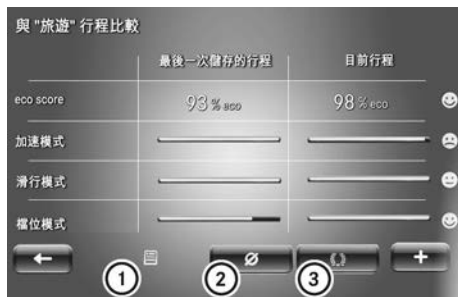 與 "旅遊" 行程比較
最後一次儲存的行程 目前行程
eco score 93 % eco 98 % eco
加速模式
滑行模式
檔位模式
1 2 3